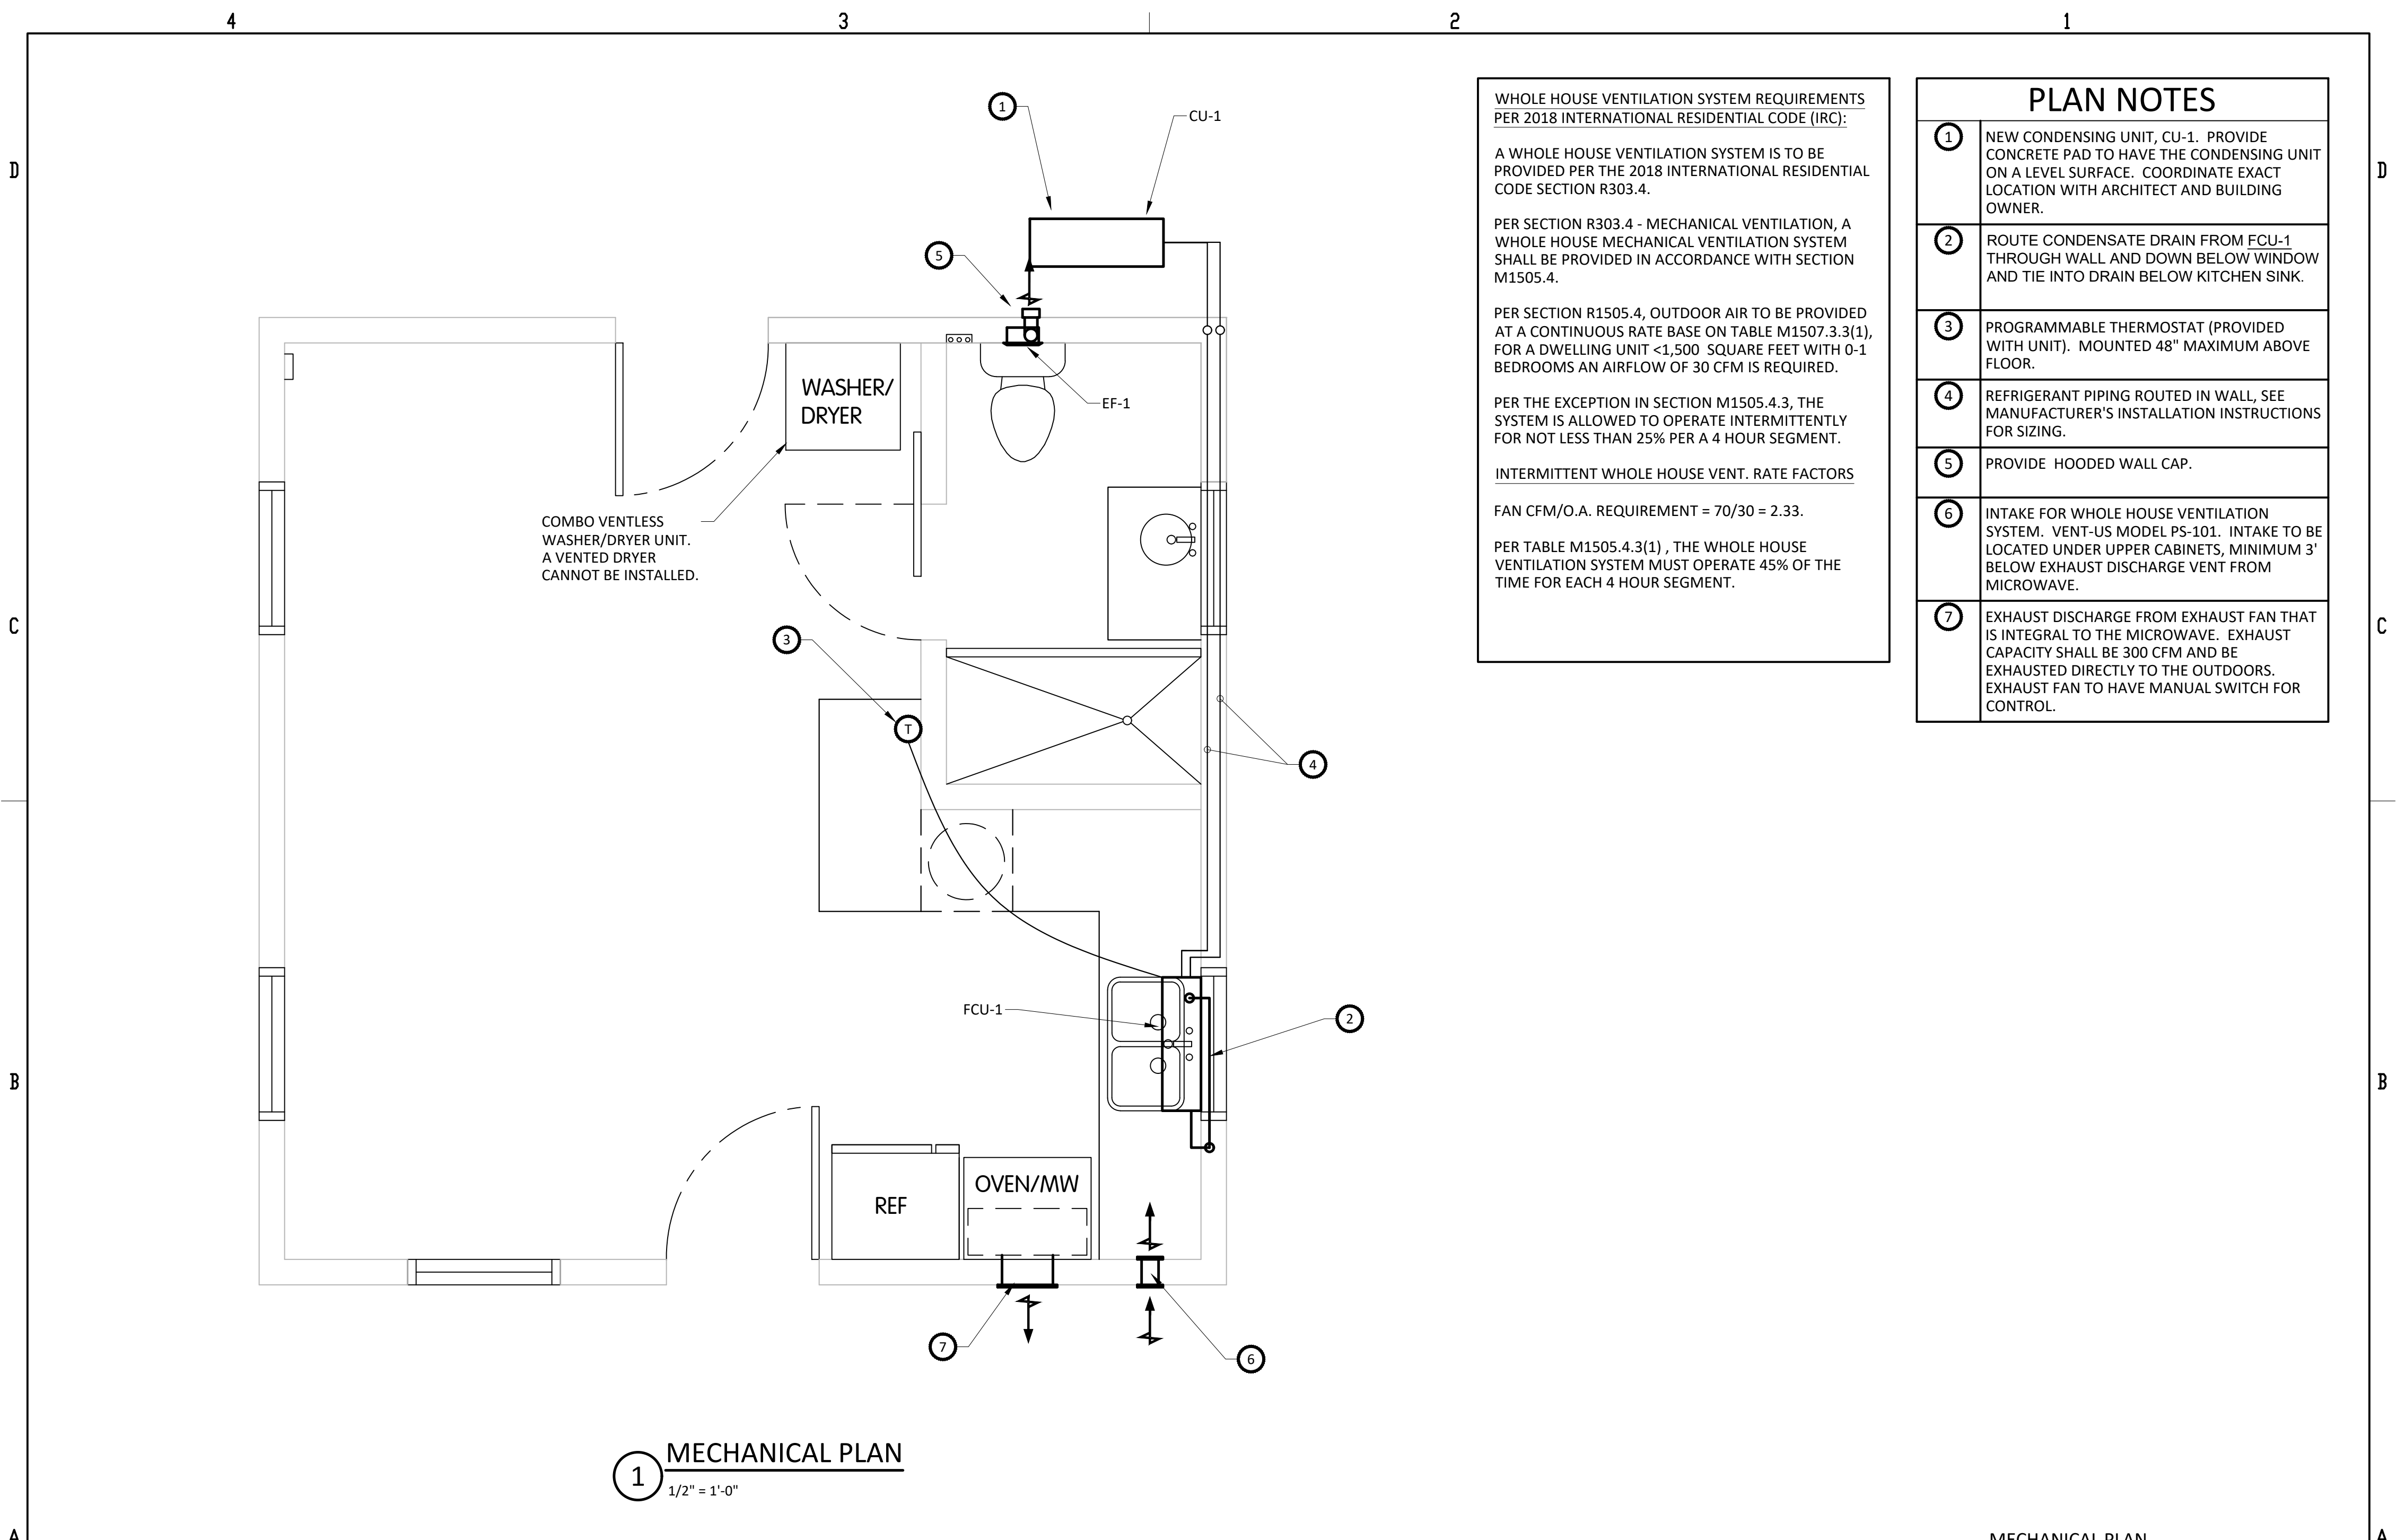 4
3
2
1
D
D
C
C
B
B
A
A
1
CU-1
5
WASHER/
DRYER
EF-1
COMBO VENTLESS
WASHER/DRYER UNIT.
A VENTED DRYER
CANNOT BE INSTALLED.
3
T
4
FCU-1
2
REF
OVEN/MW
7
6
1
MECHANICAL PLAN
1/2" = 1'-0"
WHOLE HOUSE VENTILATION SYSTEM REQUIREMENTS
PER 2018 INTERNATIONAL RESIDENTIAL CODE (IRC):
A WHOLE HOUSE VENTILATION SYSTEM IS TO BE
PROVIDED PER THE 2018 INTERNATIONAL RESIDENTIAL
CODE SECTION R303.4.
PER SECTION R303.4 - MECHANICAL VENTILATION, A
WHOLE HOUSE MECHANICAL VENTILATION SYSTEM
SHALL BE PROVIDED IN ACCORDANCE WITH SECTION
M1505.4.
PER SECTION R1505.4, OUTDOOR AIR TO BE PROVIDED
AT A CONTINUOUS RATE BASE ON TABLE M1507.3.3(1),
FOR A DWELLING UNIT <1,500 SQUARE FEET WITH 0-1
BEDROOMS AN AIRFLOW OF 30 CFM IS REQUIRED.
PER THE EXCEPTION IN SECTION M1505.4.3, THE
SYSTEM IS ALLOWED TO OPERATE INTERMITTENTLY
FOR NOT LESS THAN 25% PER A 4 HOUR SEGMENT.
INTERMITTENT WHOLE HOUSE VENT. RATE FACTORS
FAN CFM/O.A. REQUIREMENT = 70/30 = 2.33.
PER TABLE M1505.4.3(1) , THE WHOLE HOUSE
VENTILATION SYSTEM MUST OPERATE 45% OF THE
TIME FOR EACH 4 HOUR SEGMENT.
PLAN NOTES
1
NEW CONDENSING UNIT, CU-1. PROVIDE
CONCRETE PAD TO HAVE THE CONDENSING UNIT
ON A LEVEL SURFACE. COORDINATE EXACT
LOCATION WITH ARCHITECT AND BUILDING
OWNER.
2
ROUTE CONDENSATE DRAIN FROM FCU-1
THROUGH WALL AND DOWN BELOW WINDOW
AND TIE INTO DRAIN BELOW KITCHEN SINK.
3
PROGRAMMABLE THERMOSTAT (PROVIDED
WITH UNIT). MOUNTED 48" MAXIMUM ABOVE
FLOOR.
4
REFRIGERANT PIPING ROUTED IN WALL, SEE
MANUFACTURER'S INSTALLATION INSTRUCTIONS
FOR SIZING.
5
PROVIDE HOODED WALL CAP.
6
INTAKE FOR WHOLE HOUSE VENTILATION
SYSTEM. VENT-US MODEL PS-101. INTAKE TO BE
LOCATED UNDER UPPER CABINETS, MINIMUM 3'
BELOW EXHAUST DISCHARGE VENT FROM
MICROWAVE.
7
EXHAUST DISCHARGE FROM EXHAUST FAN THAT
IS INTEGRAL TO THE MICROWAVE. EXHAUST
CAPACITY SHALL BE 300 CFM AND BE
EXHAUSTED DIRECTLY TO THE OUTDOORS.
EXHAUST FAN TO HAVE MANUAL SWITCH FOR
CONTROL.
MECHANICAL PLAN